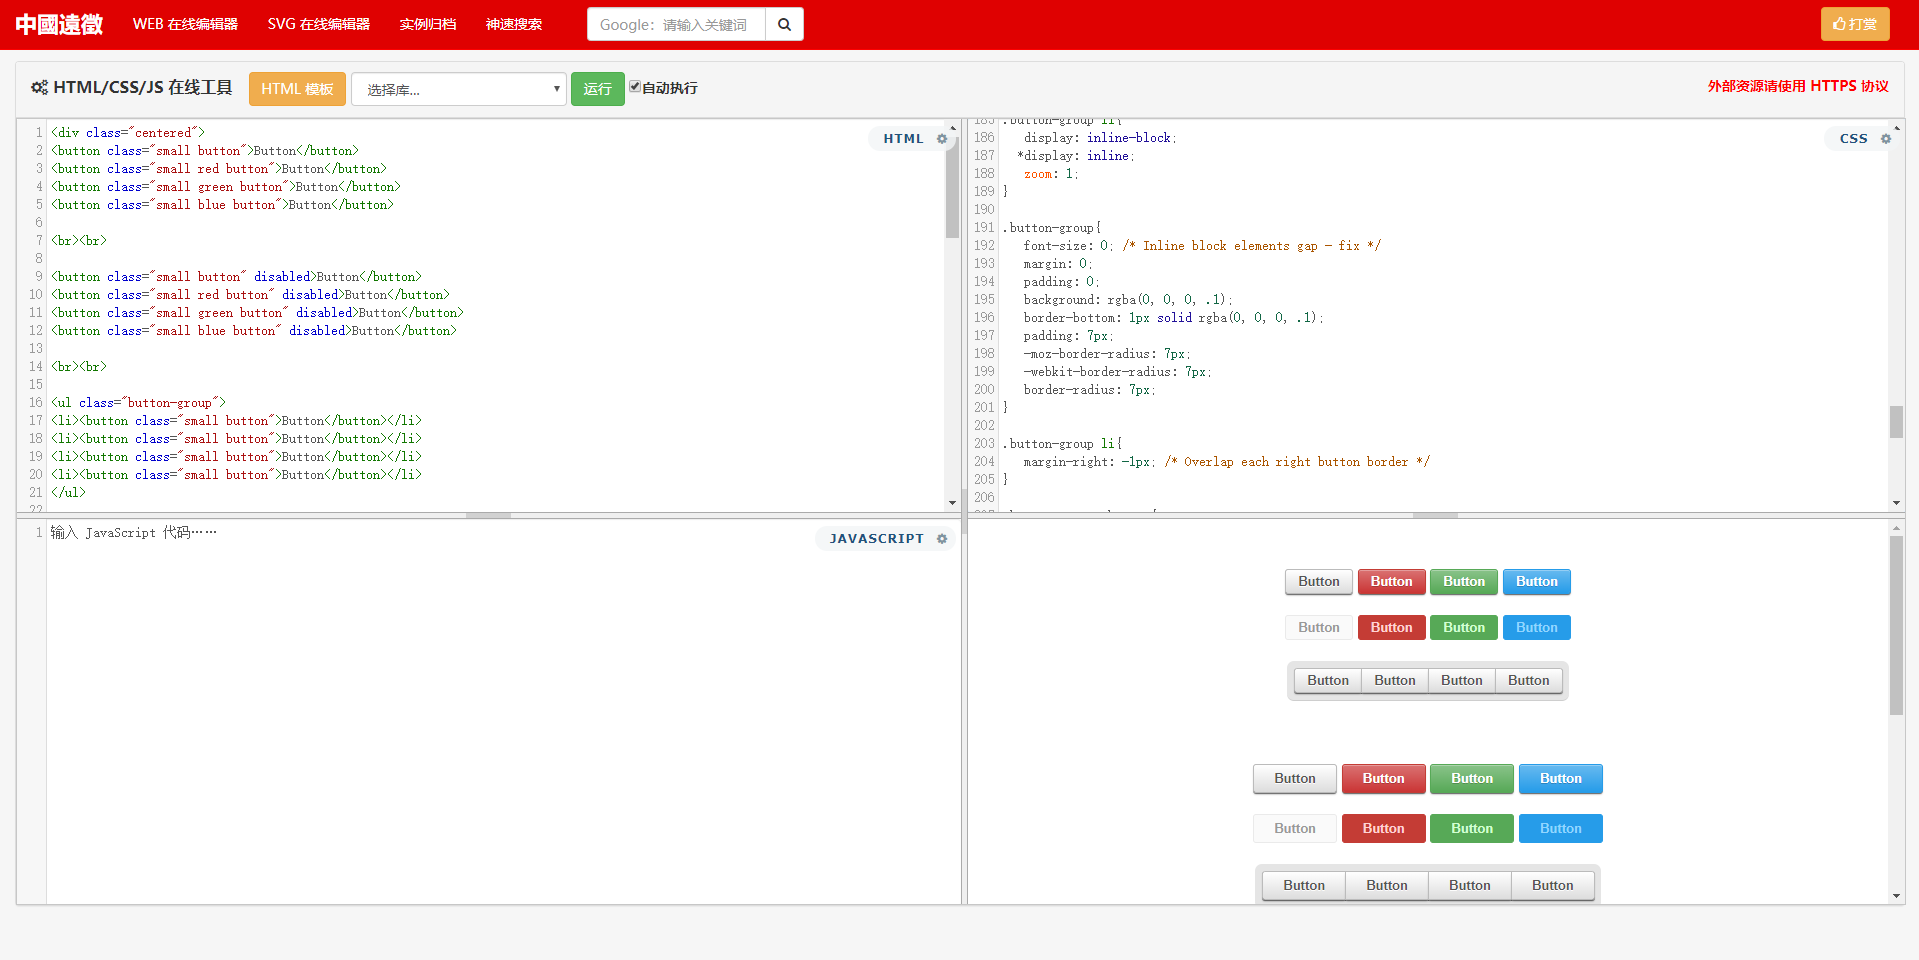 中國遠徵
WEB 在线编辑器
SVG 在线编辑器
实例归档
神速搜索
Google：请输入关键词
打赏
HTML/CSS/JS 在线工具
HTML 模板
选择库...
运行
自动执行
外部资源请使用 HTTPS 协议
HTML
1 <div class="centered">
2 <button class="small button">Button</button>
3 <button class="small red button">Button</button>
4 <button class="small green button">Button</button>
5 <button class="small blue button">Button</button>
6
7 <br><br>
8
9 <button class="small button" disabled>Button</button>
10 <button class="small red button" disabled>Button</button>
11 <button class="small green button" disabled>Button</button>
12 <button class="small blue button" disabled>Button</button>
13
14 <br><br>
15
16 <ul class="button-group">
17 <li><button class="small button">Button</button></li>
18 <li><button class="small button">Button</button></li>
19 <li><button class="small button">Button</button></li>
20 <li><button class="small button">Button</button></li>
21 </ul>
22
CSS
185 .button-group li{
186 display: inline-block;
187 *display: inline;
188 zoom: 1;
189 }
190
191 .button-group{
192 font-size: 0; /* Inline block elements gap - fix */
193 margin: 0;
194 padding: 0;
195 background: rgba(0, 0, 0, .1);
196 border-bottom: 1px solid rgba(0, 0, 0, .1);
197 padding: 7px;
198 -moz-border-radius: 7px;
199 -webkit-border-radius: 7px;
200 border-radius: 7px;
201 }
202
203 .button-group li{
204 margin-right: -1px; /* Overlap each right button border */
205 }
206
JAVASCRIPT
1 输入 JavaScript 代码……
Button Button Button Button
Button Button Button Button
Button Button Button Button
Button Button Button Button
Button Button Button Button
Button Button Button Button